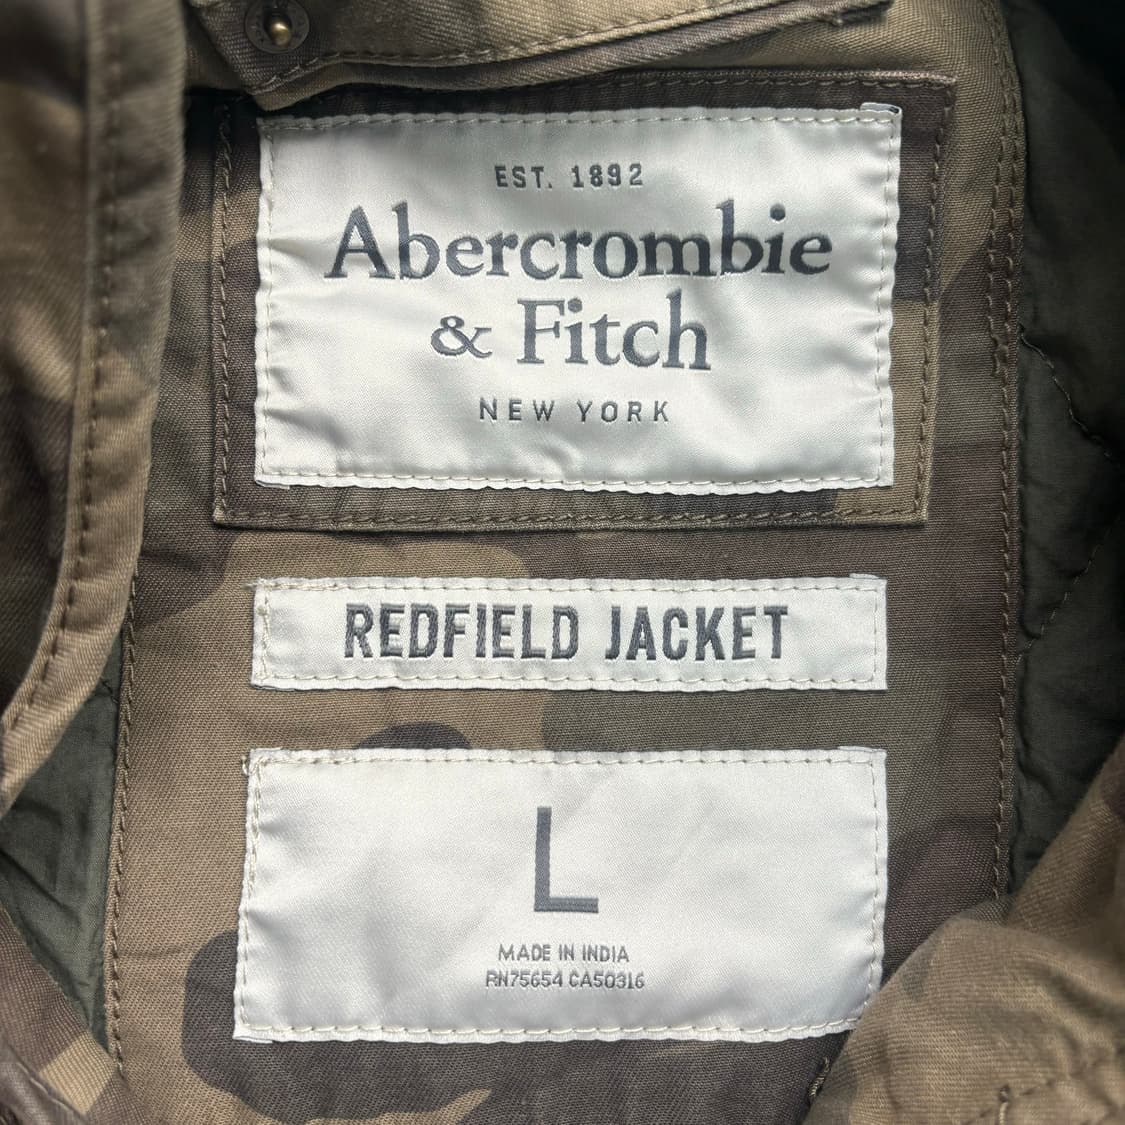 EST. 1892
Abercrombie
& Fitch
NEW YORK
REDFIELD JACKET
L
MADE IN INDIA
RN75654 CA50316